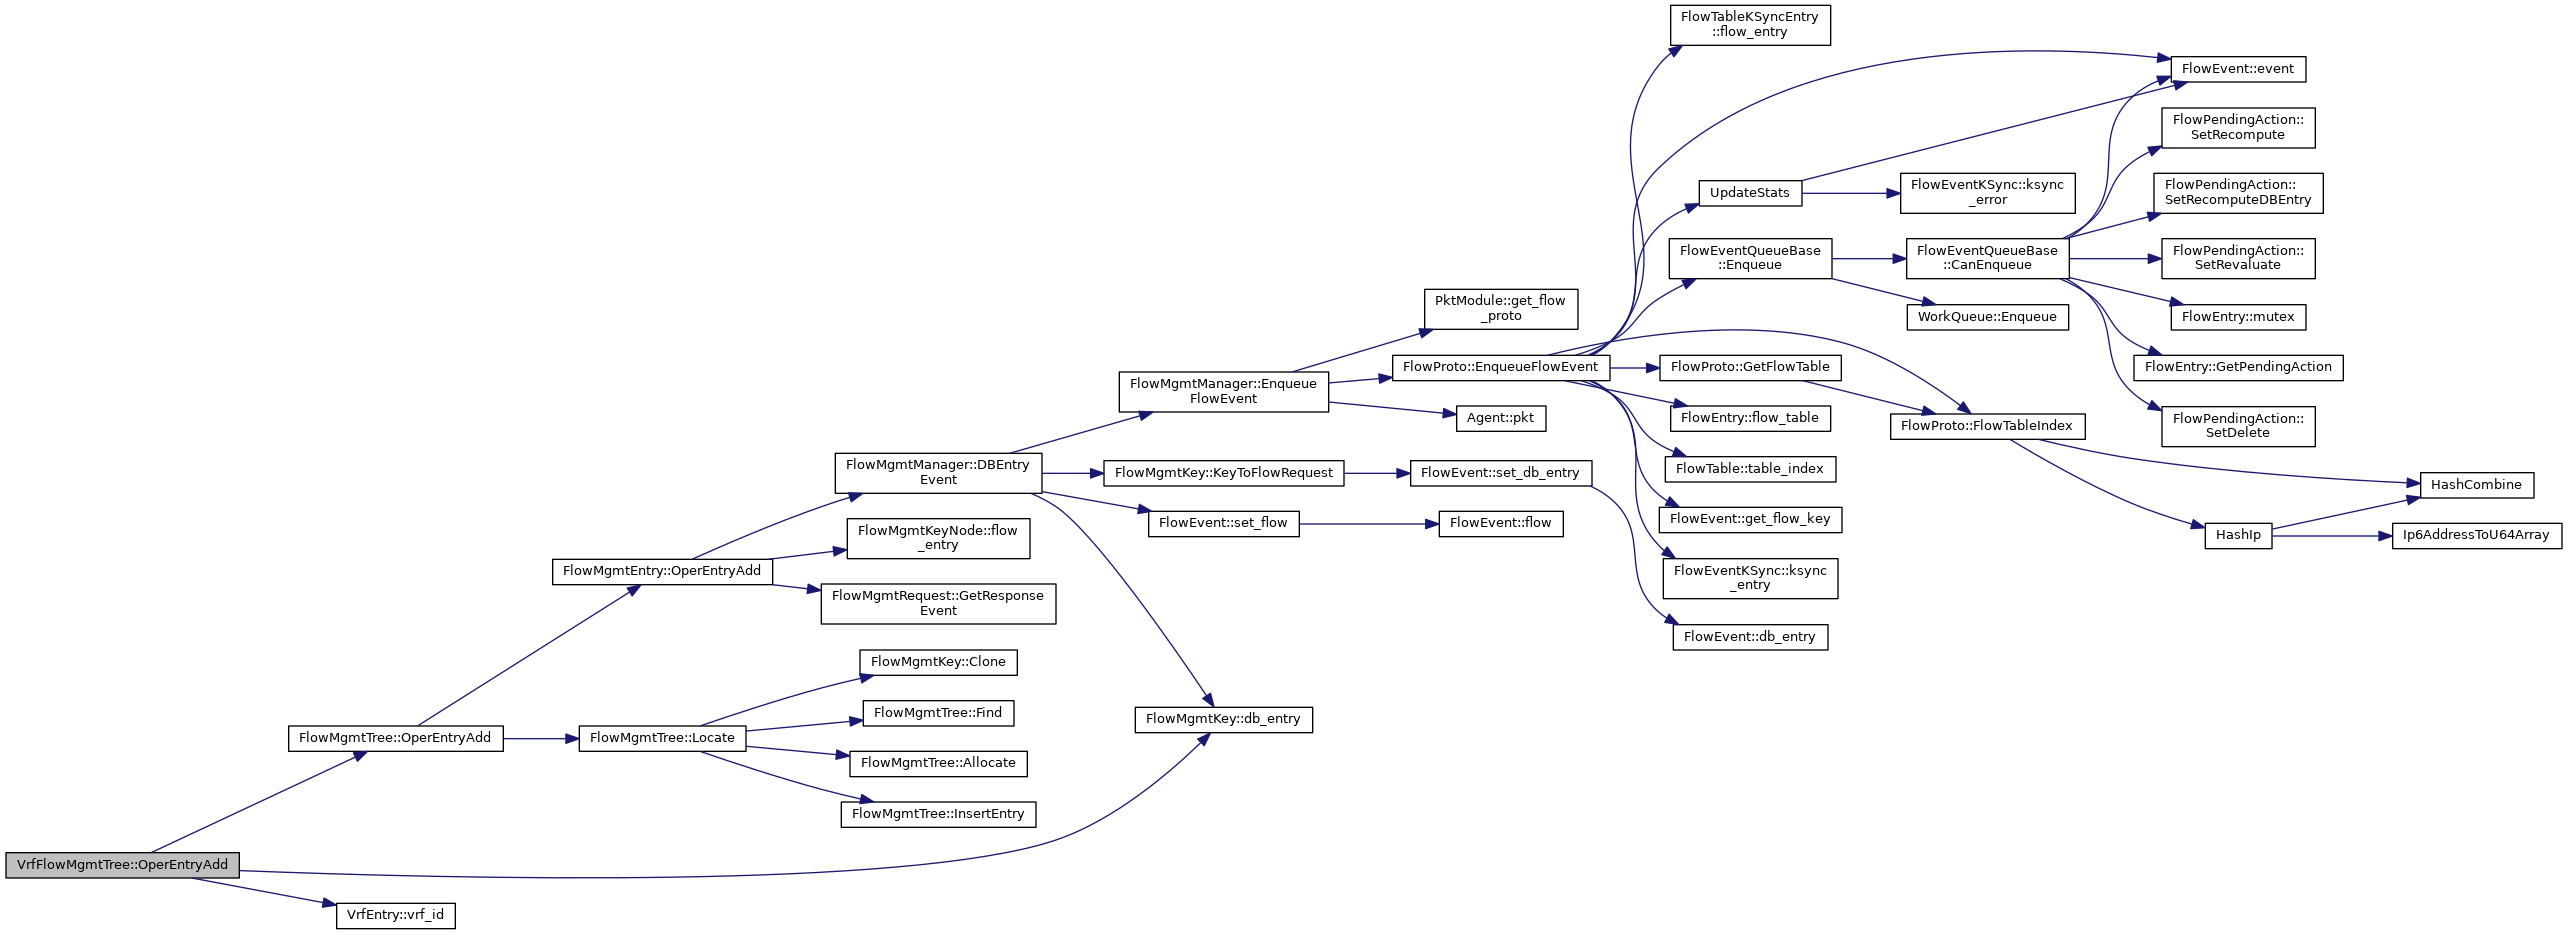 VrfFlowMgmtTree::OperEntryAdd
FlowMgmtTree::OperEntryAdd
VrfEntry::vrf_id
FlowMgmtEntry::OperEntryAdd
FlowMgmtTree::Locate
FlowMgmtManager::DBEntry
Event
FlowMgmtKeyNode::flow
_entry
FlowMgmtRequest::GetResponse
Event
FlowMgmtKey::Clone
FlowMgmtTree::Find
FlowMgmtTree::Allocate
FlowMgmtTree::InsertEntry
FlowMgmtManager::Enqueue
FlowEvent
FlowMgmtKey::KeyToFlowRequest
FlowEvent::set_flow
FlowMgmtKey::db_entry
PktModule::get_flow
_proto
FlowProto::EnqueueFlowEvent
Agent::pkt
FlowEvent::set_db_entry
FlowEvent::flow
FlowTableKSyncEntry
::flow_entry
UpdateStats
FlowEventQueueBase
::Enqueue
FlowProto::GetFlowTable
FlowEntry::flow_table
FlowTable::table_index
FlowEvent::get_flow_key
FlowEventKSync::ksync
_entry
FlowEvent::db_entry
FlowEventKSync::ksync
_error
FlowEventQueueBase
::CanEnqueue
WorkQueue::Enqueue
FlowProto::FlowTableIndex
FlowEvent::event
FlowPendingAction::
SetRecompute
FlowPendingAction::
SetRecomputeDBEntry
FlowPendingAction::
SetRevaluate
FlowEntry::mutex
FlowEntry::GetPendingAction
FlowPendingAction::
SetDelete
HashIp
HashCombine
Ip6AddressToU64Array